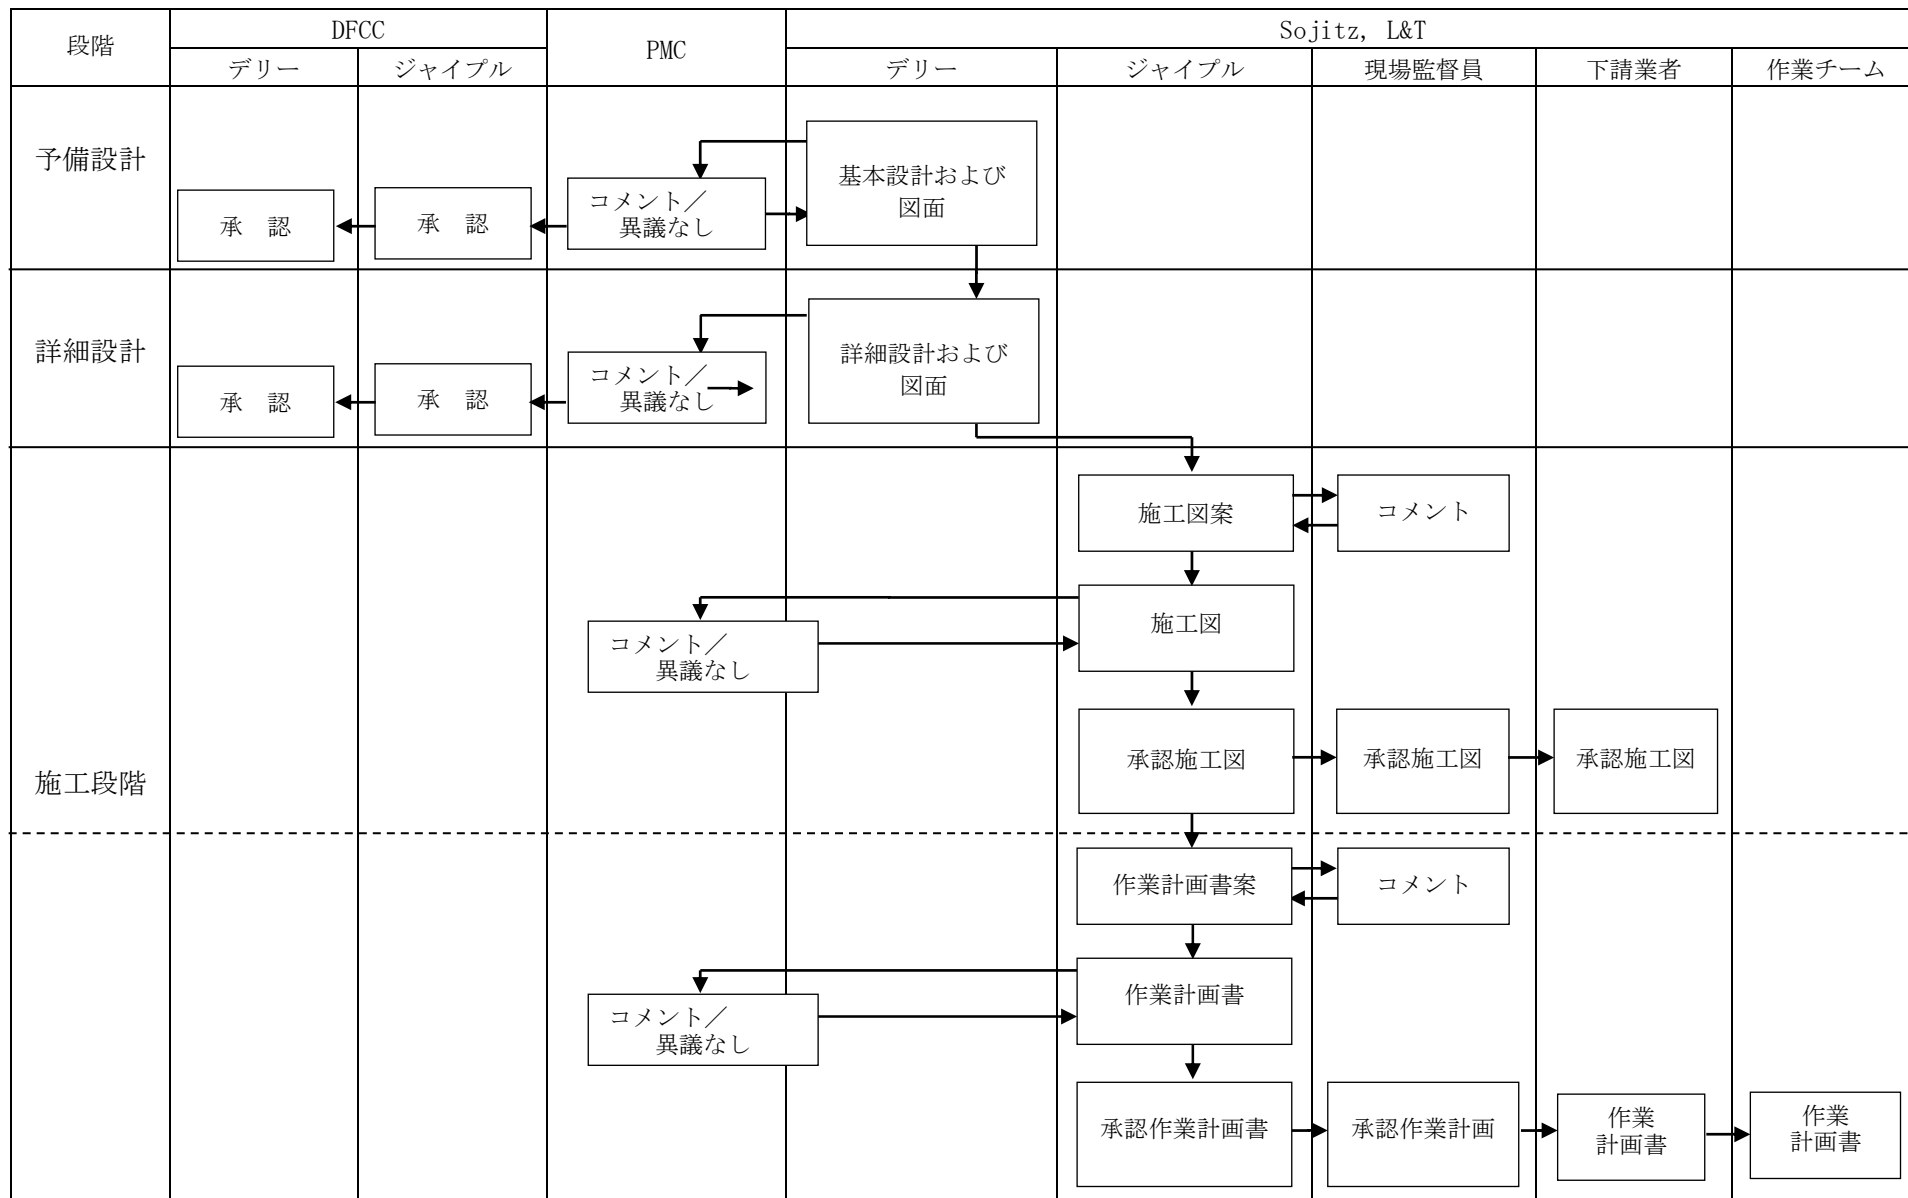 段階
DFCC
PMC
Sojitz, L&T
デリー
ジャイプル
デリー
ジャイプル
現場監督員
下請業者
作業チーム
予備設計
承 認
承 認
コメント／
異議なし
基本設計および
図面
詳細設計
承 認
承 認
コメント／
異議なし
詳細設計および
図面
施工段階
施工図案
コメント
コメント／
異議なし
施工図
承認施工図
承認施工図
承認施工図
作業計画書案
コメント
コメント／
異議なし
作業計画書
承認作業計画書
承認作業計画
作業
計画書
作業
計画書